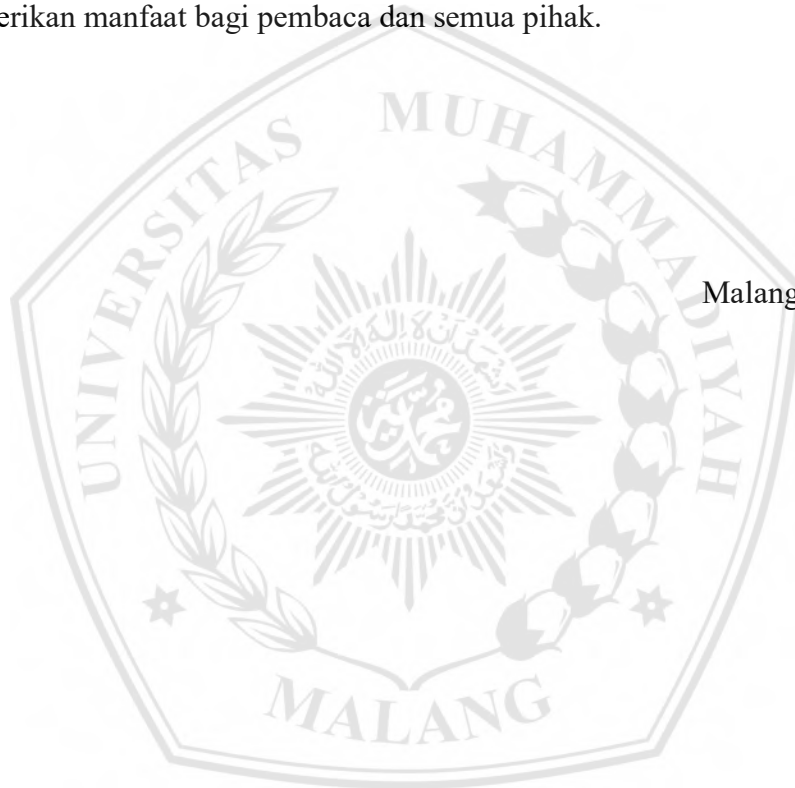 erikan manfaat bagi pembaca dan semua pihak.
UNIVERSITAS MUHAMMADIYAH
Malang
MALANG